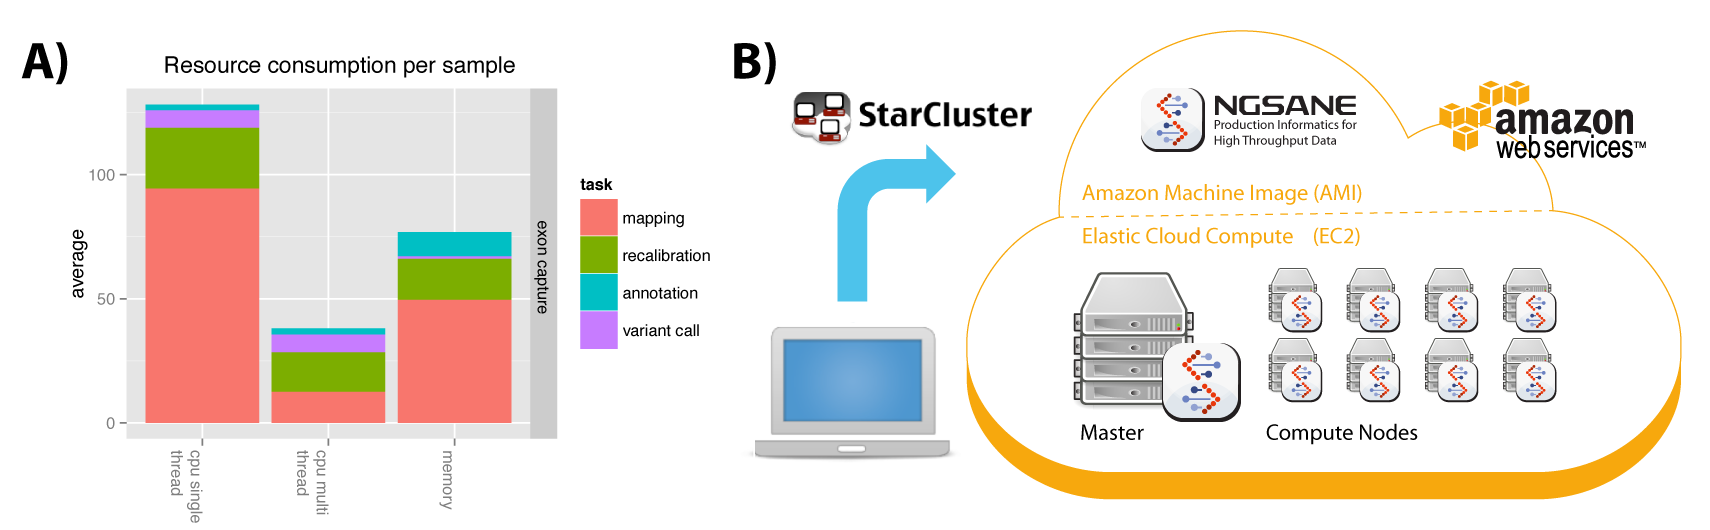 A)
Resource consumption per sample
average
100
50
0
cpu single
thread
cpu multi
thread
memory
exon capture
task
mapping
recalibration
annotation
variant call
B)
StarCluster
NGSANE
Production Informatics for
High Throughput Data
amazon
web services™
Amazon Machine Image (AMI)
Elastic Cloud Compute (EC2)
Master
Compute Nodes